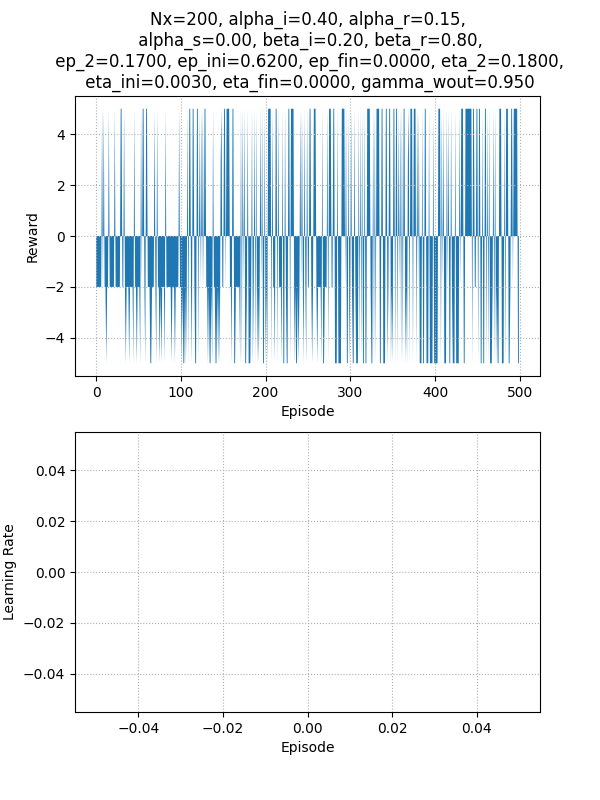 Nx=200, alpha_i=0.40, alpha_r=0.15,
alpha_s=0.00, beta_i=0.20, beta_r=0.80,
ep_2=0.1700, ep_ini=0.6200, ep_fin=0.0000, eta_2=0.1800,
eta_ini=0.0030, eta_fin=0.0000, gamma_wout=0.950
4
2
0
−2
−4
Reward
0 100 200 300 400 500
Episode
0.04
0.02
0.00
−0.02
−0.04
Learning Rate
−0.04 −0.02 0.00 0.02 0.04
Episode